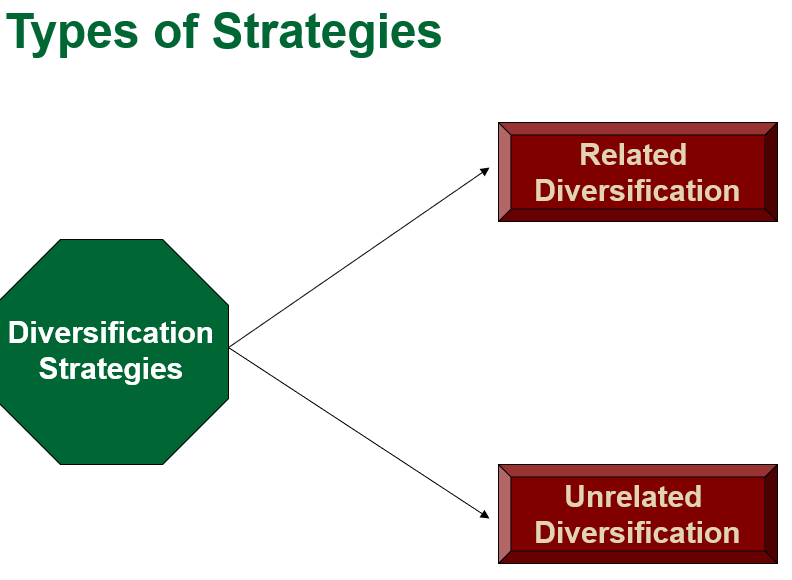 Types of Strategies
Related
Diversification
Diversification
Strategies
Unrelated
Diversification